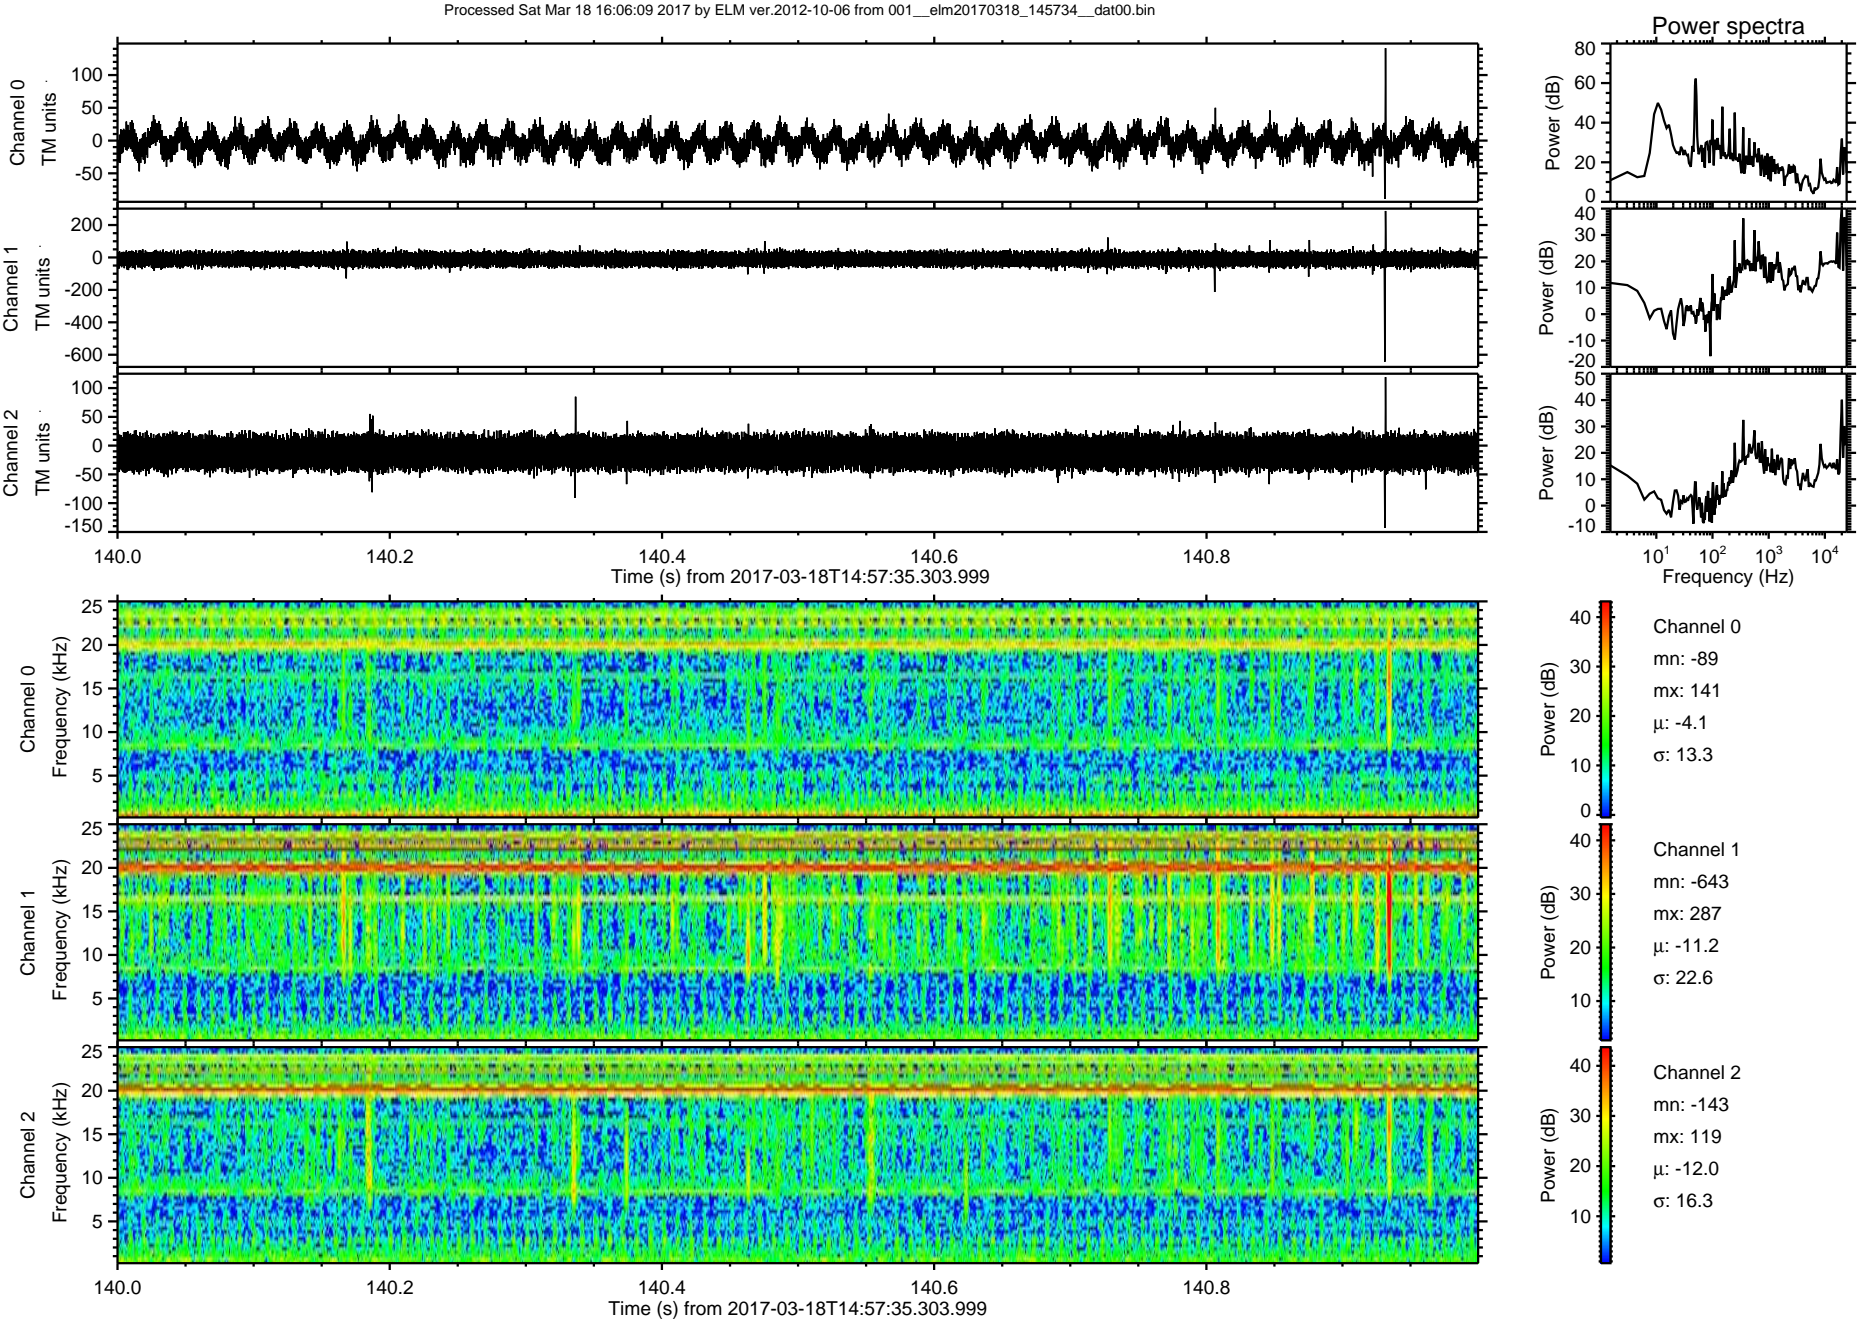 Processed Sat Mar 18 16:06:09 2017 by ELM ver.2012-10-06 from 001__elm20170318_145734__dat00.bin
Power spectra
Channel 0
TM units
100
50
0
-50
Power (dB)
80
60
40
20
0
Channel 1
TM units
200
0
-200
-400
-600
Power (dB)
40
30
20
10
0
-10
-20
Channel 2
TM units
100
50
0
-50
-100
-150
Power (dB)
50
40
30
20
10
0
-10
140.0 140.2 140.4 140.6 140.8
Time (s) from 2017-03-18T14:57:35.303.999
10^1 10^2 10^3 10^4
Frequency (Hz)
Channel 0
Frequency (kHz)
25
20
15
10
5
Power (dB)
40
30
20
10
0
Channel 0
mn: -89
mx: 141
μ: -4.1
σ: 13.3
Channel 1
Frequency (kHz)
25
20
15
10
5
Power (dB)
40
30
20
10
Channel 1
mn: -643
mx: 287
μ: -11.2
σ: 22.6
Channel 2
Frequency (kHz)
25
20
15
10
5
Power (dB)
40
30
20
10
Channel 2
mn: -143
mx: 119
μ: -12.0
σ: 16.3
140.0 140.2 140.4 140.6 140.8
Time (s) from 2017-03-18T14:57:35.303.999